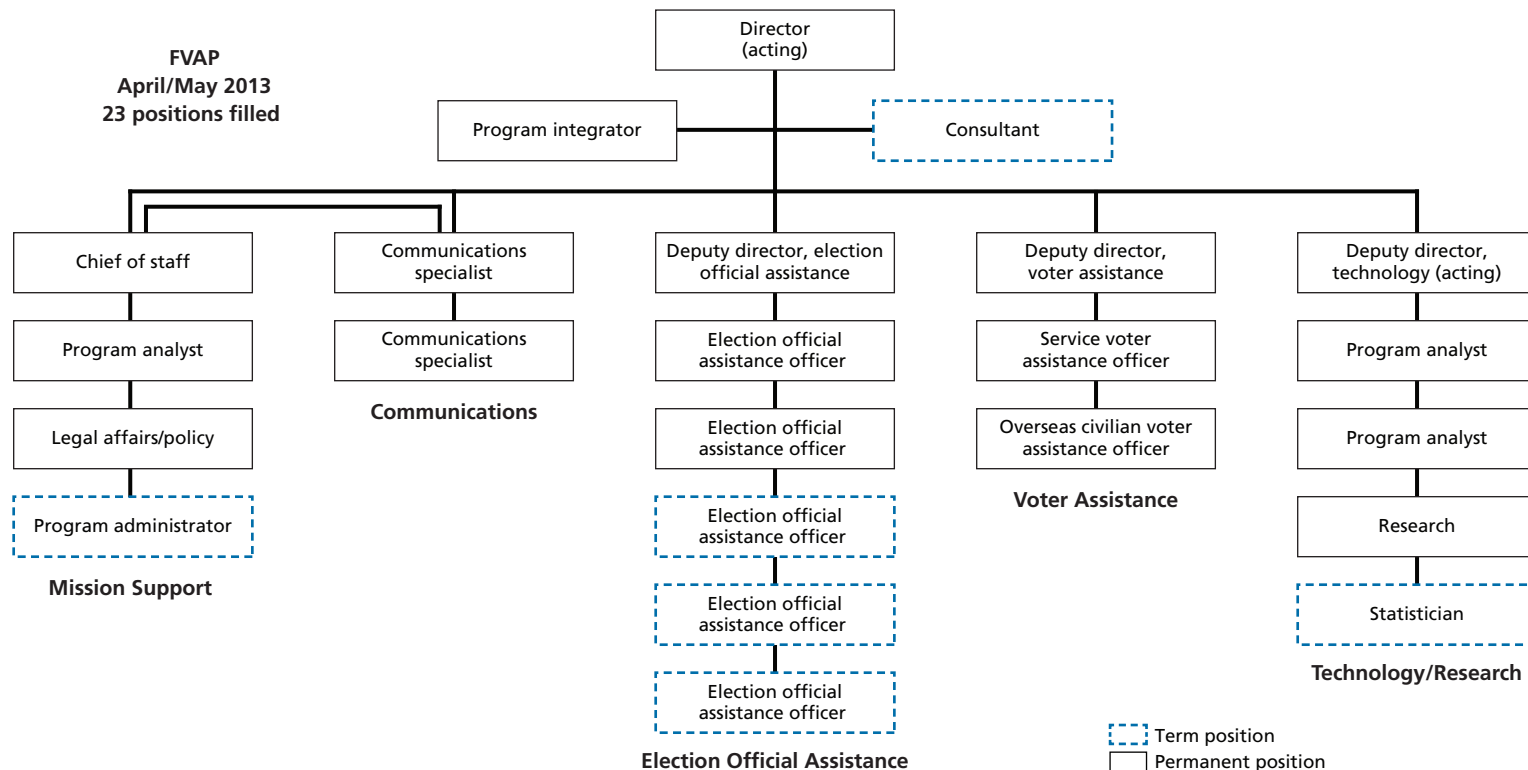 FVAP
April/May 2013
23 positions filled
Director
(acting)
Program integrator
Consultant
Chief of staff
Program analyst
Legal affairs/policy
Program administrator
Mission Support
Communications
specialist
Communications
specialist
Communications
Deputy director, election
official assistance
Election official
assistance officer
Election official
assistance officer
Election official
assistance officer
Election official
assistance officer
Election official
assistance officer
Election Official Assistance
Deputy director,
voter assistance
Service voter
assistance officer
Overseas civilian voter
assistance officer
Voter Assistance
Deputy director,
technology (acting)
Program analyst
Program analyst
Research
Statistician
Technology/Research
Term position
Permanent position